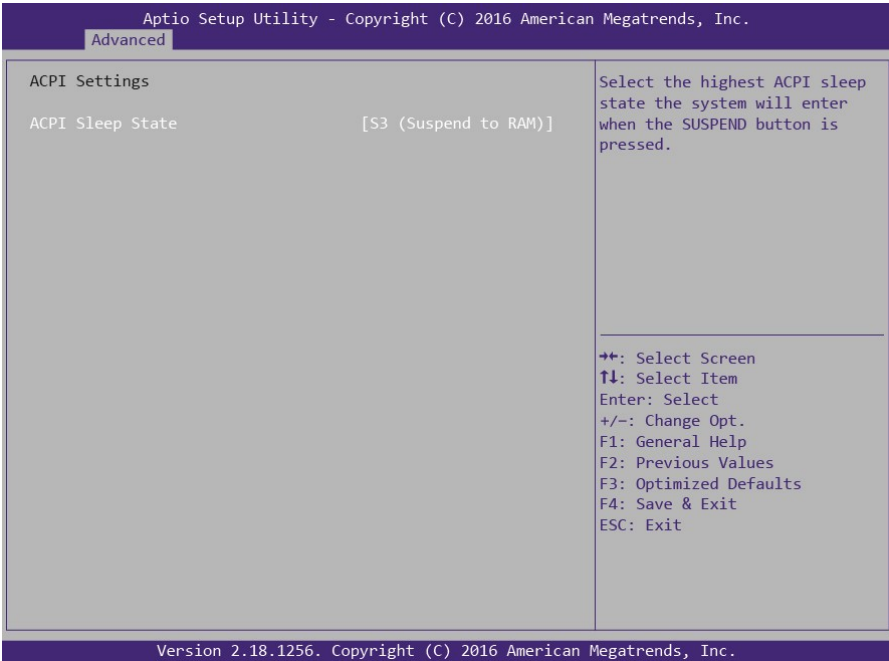 Aptio Setup Utility - Copyright (C) 2016 American Megatrends, Inc.
Advanced
ACPI Settings
ACPI Sleep State [S3 (Suspend to RAM)]
Select the highest ACPI sleep
state the system will enter
when the SUSPEND button is
pressed.
→←: Select Screen
↑↓: Select Item
Enter: Select
+/-: Change Opt.
F1: General Help
F2: Previous Values
F3: Optimized Defaults
F4: Save & Exit
ESC: Exit
Version 2.18.1256. Copyright (C) 2016 American Megatrends, Inc.